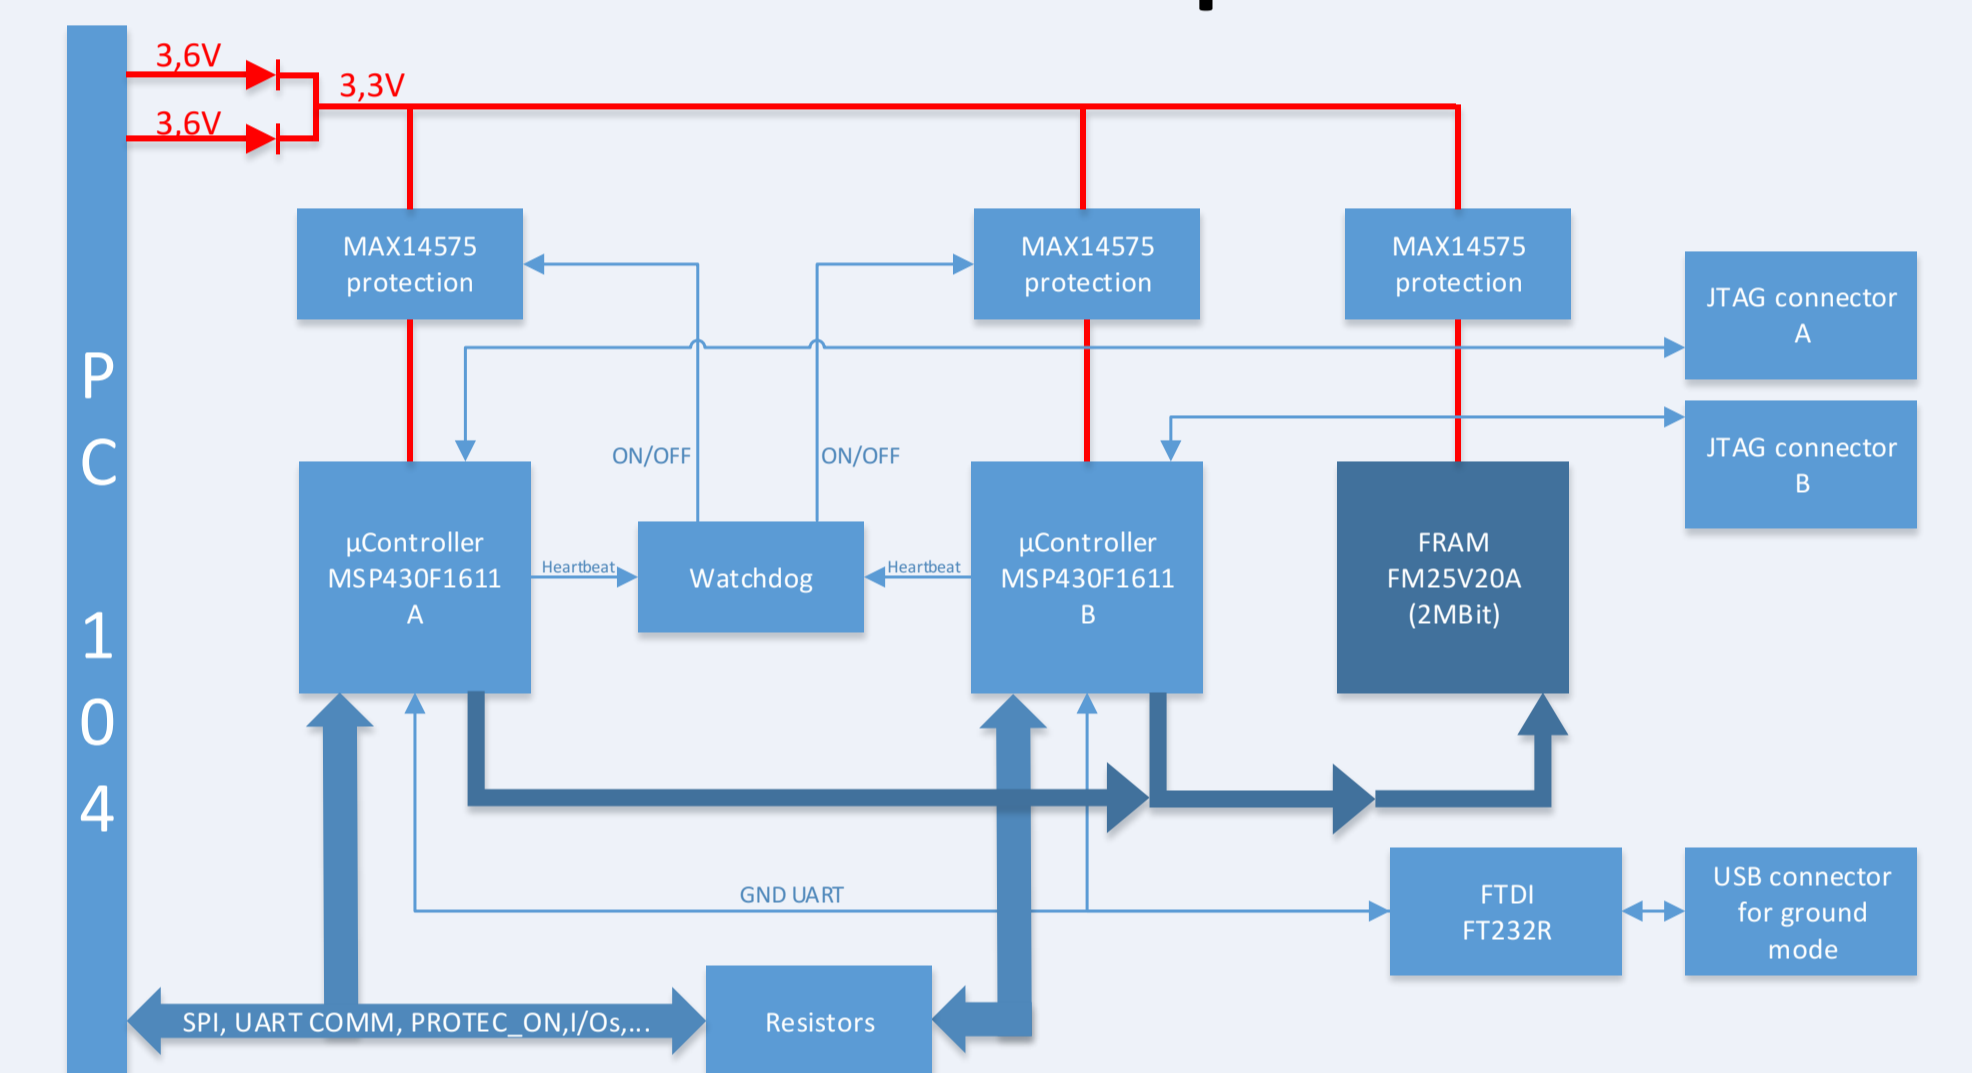 3,6V
3,3V
3,6V
MAX14575
protection
MAX14575
protection
MAX14575
protection
JTAG connector
A
JTAG connector
B
P
C
1
0
4
ON/OFF
ON/OFF
µController
MSP430F1611
A
Heartbeat
Watchdog
Heartbeat
µController
MSP430F1611
B
FRAM
FM25V20A
(2MBit)
GND UART
FTDI
FT232R
USB connector
for ground
mode
SPI, UART COMM, PROTEC_ON,I/Os,...
Resistors